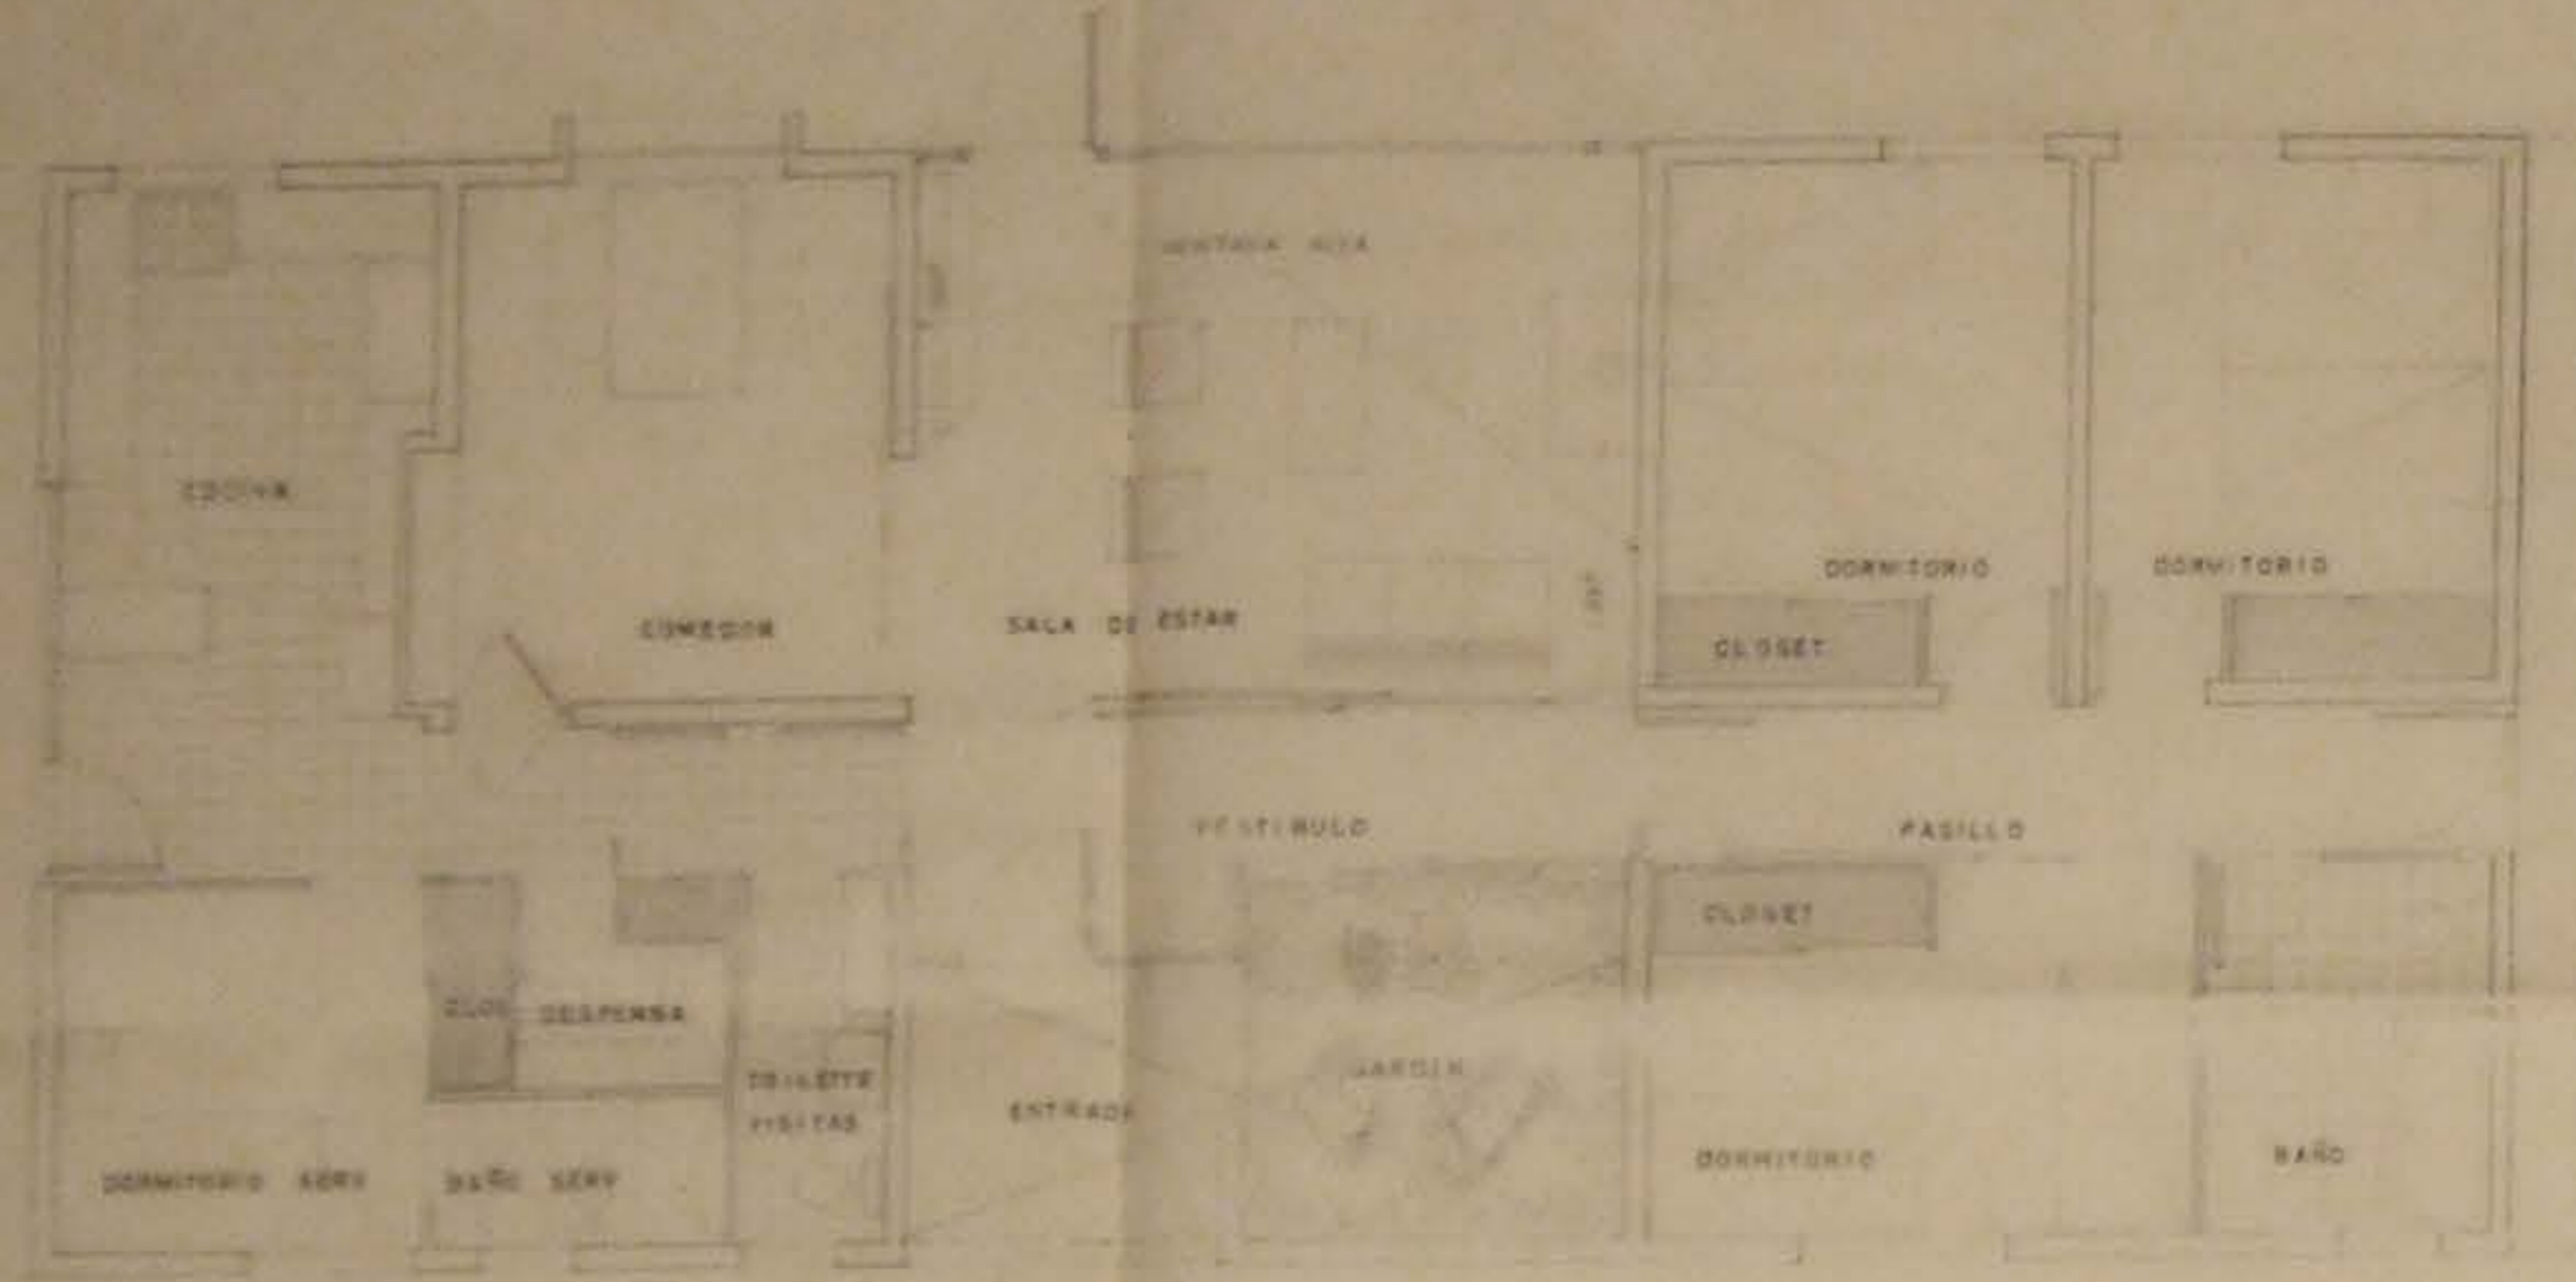 VENTANA ALTA
COCINA
DORMITORIO
DORMITORIO
COMEDOR
SALA DE ESTAR
CLOSET
VESTIBULO
PASILLO
CLOSET
CLOS
DESPENSA
JARDIN
TOILETTE
VISITAS
ENTRADA
DORMITORIO
BAÑO
DORMITORIO SERV
BAÑO SERV